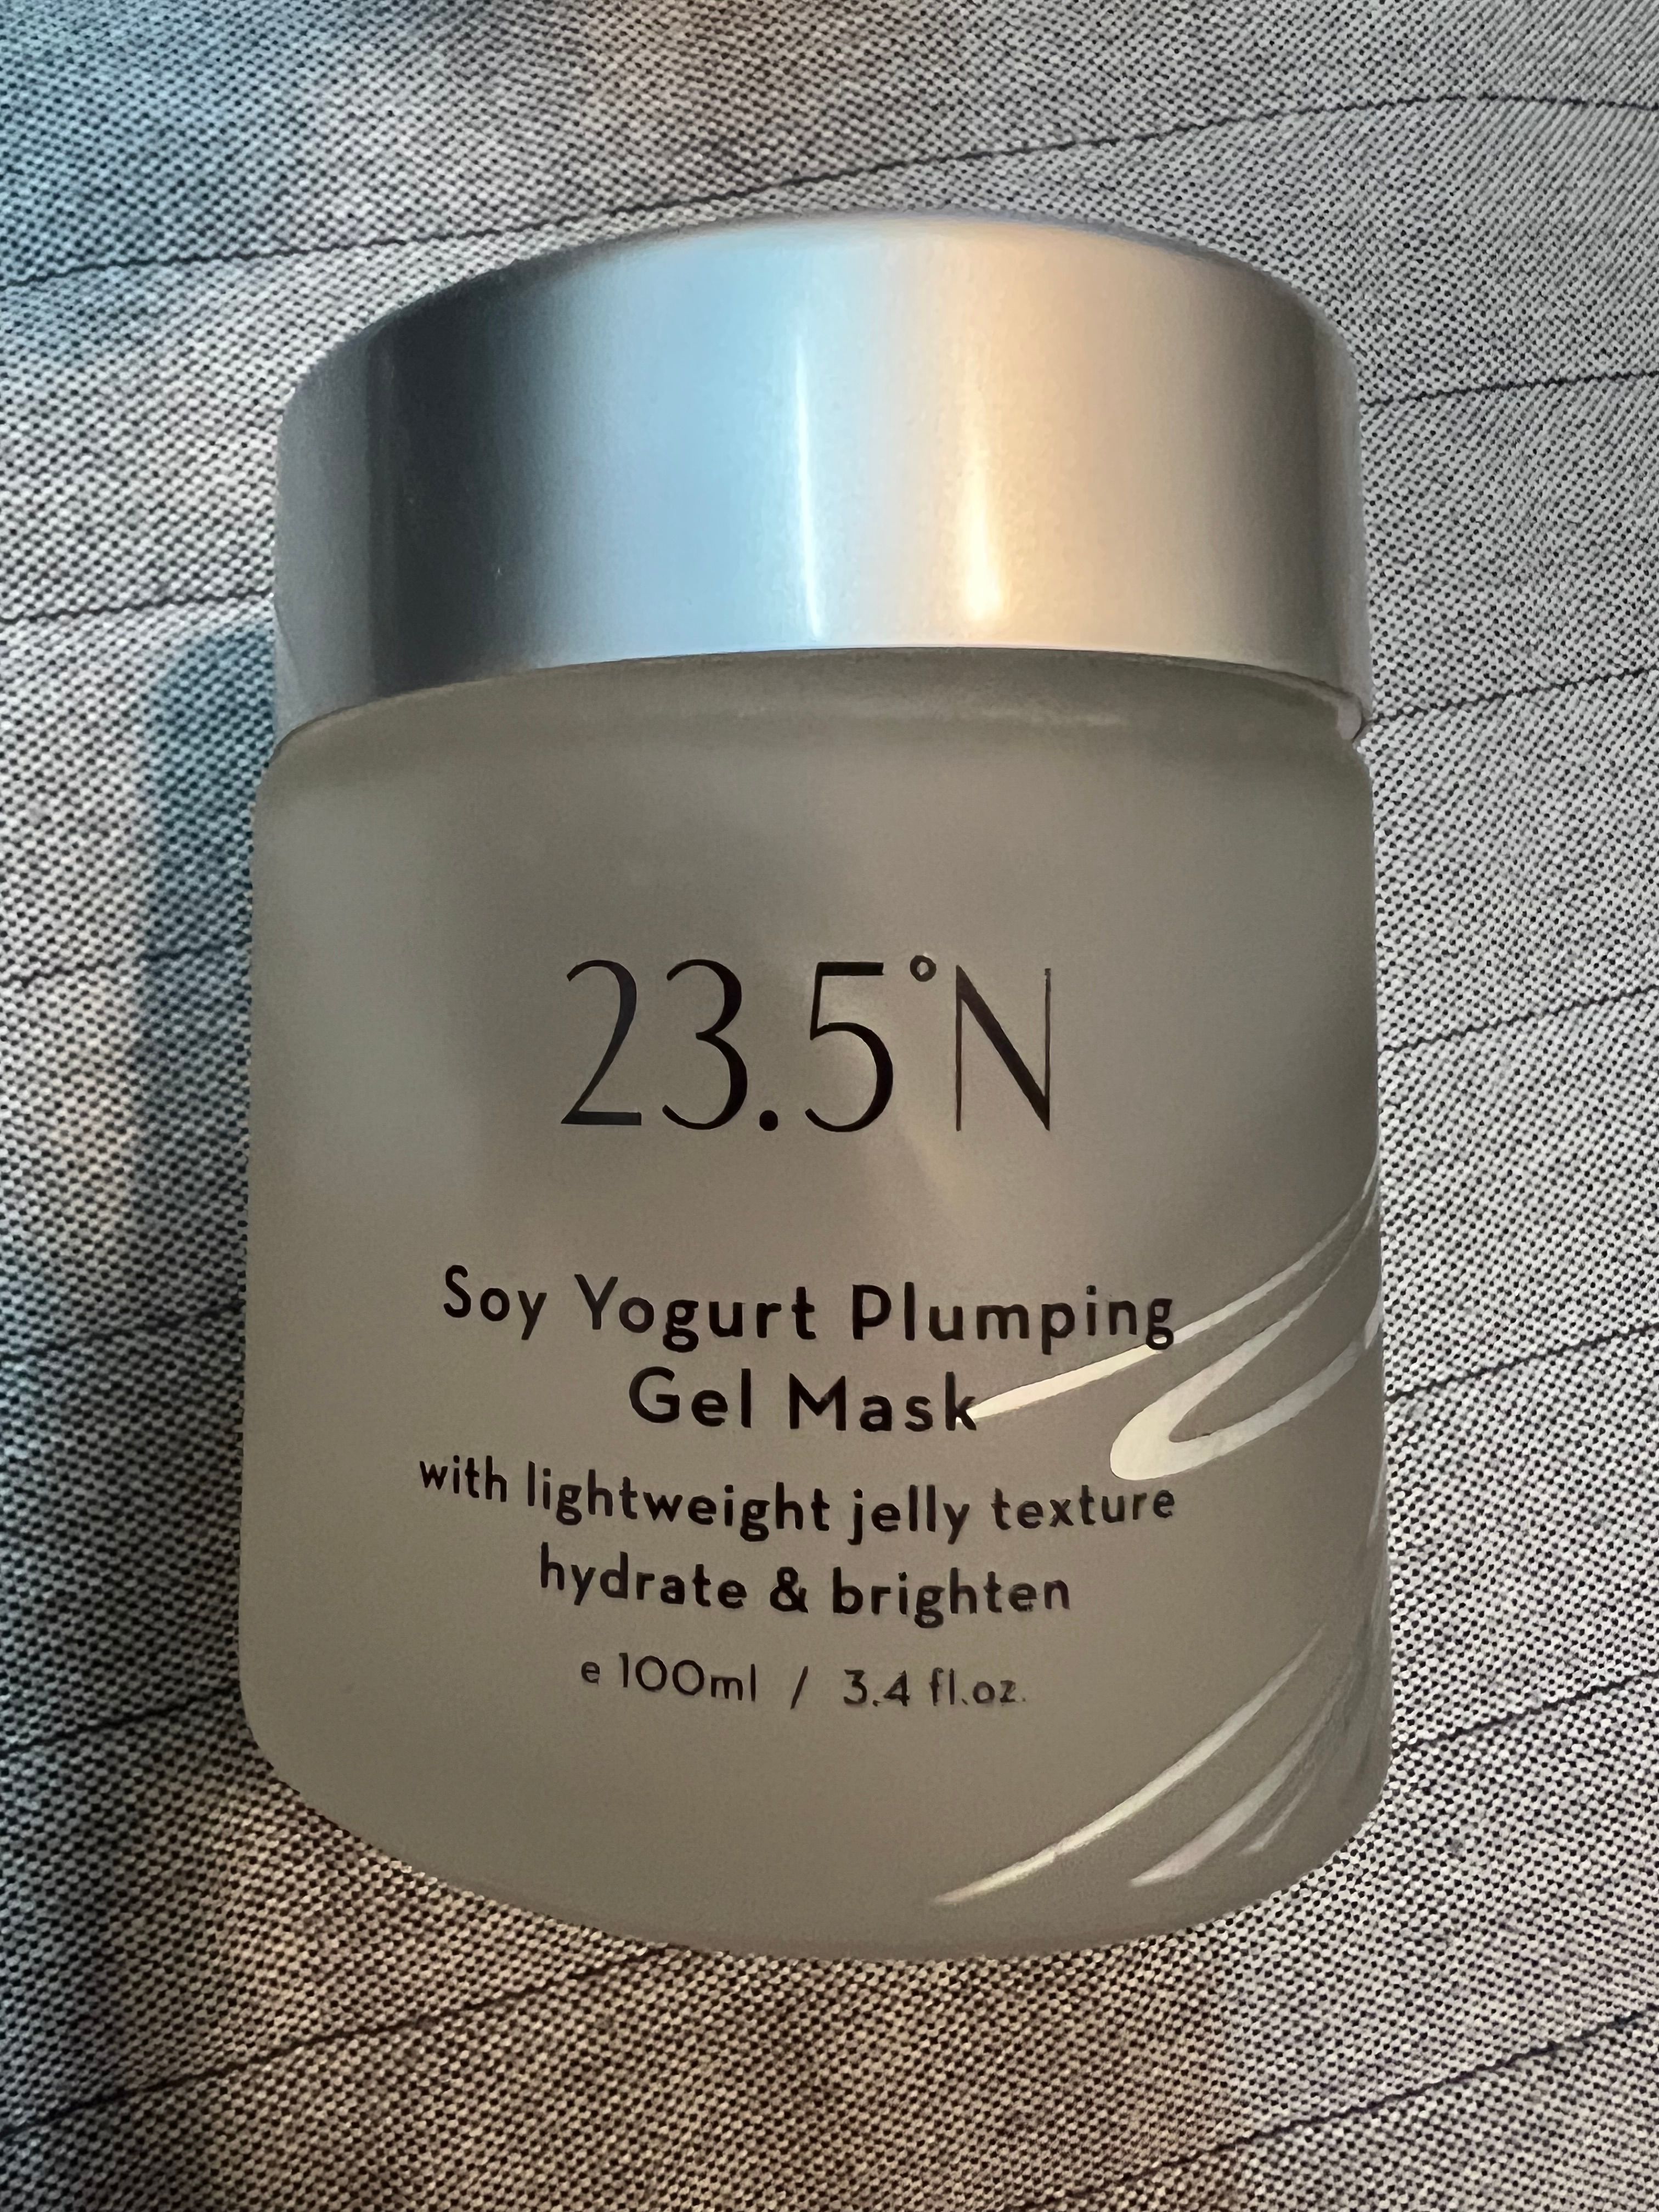 23.5°N
Soy Yogurt Plumping
Gel Mask
with lightweight jelly texture
hydrate & brighten
e 100ml / 3.4 fl.oz.